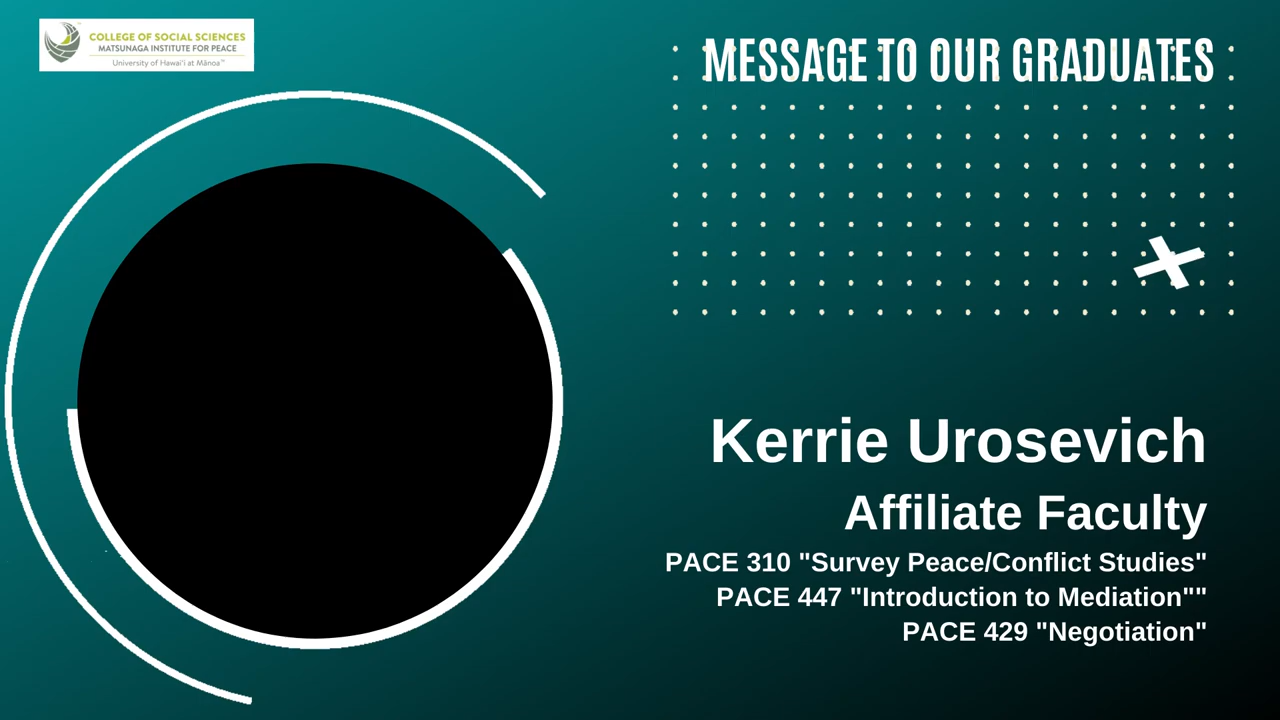 COLLEGE OF SOCIAL SCIENCES
MATSUNAGA INSTITUTE FOR PEACE
University of Hawai'i at Mānoa™
MESSAGE TO OUR GRADUATES
Kerrie Urosevich
Affiliate Faculty
PACE 310 "Survey Peace/Conflict Studies"
PACE 447 "Introduction to Mediation""
PACE 429 "Negotiation"